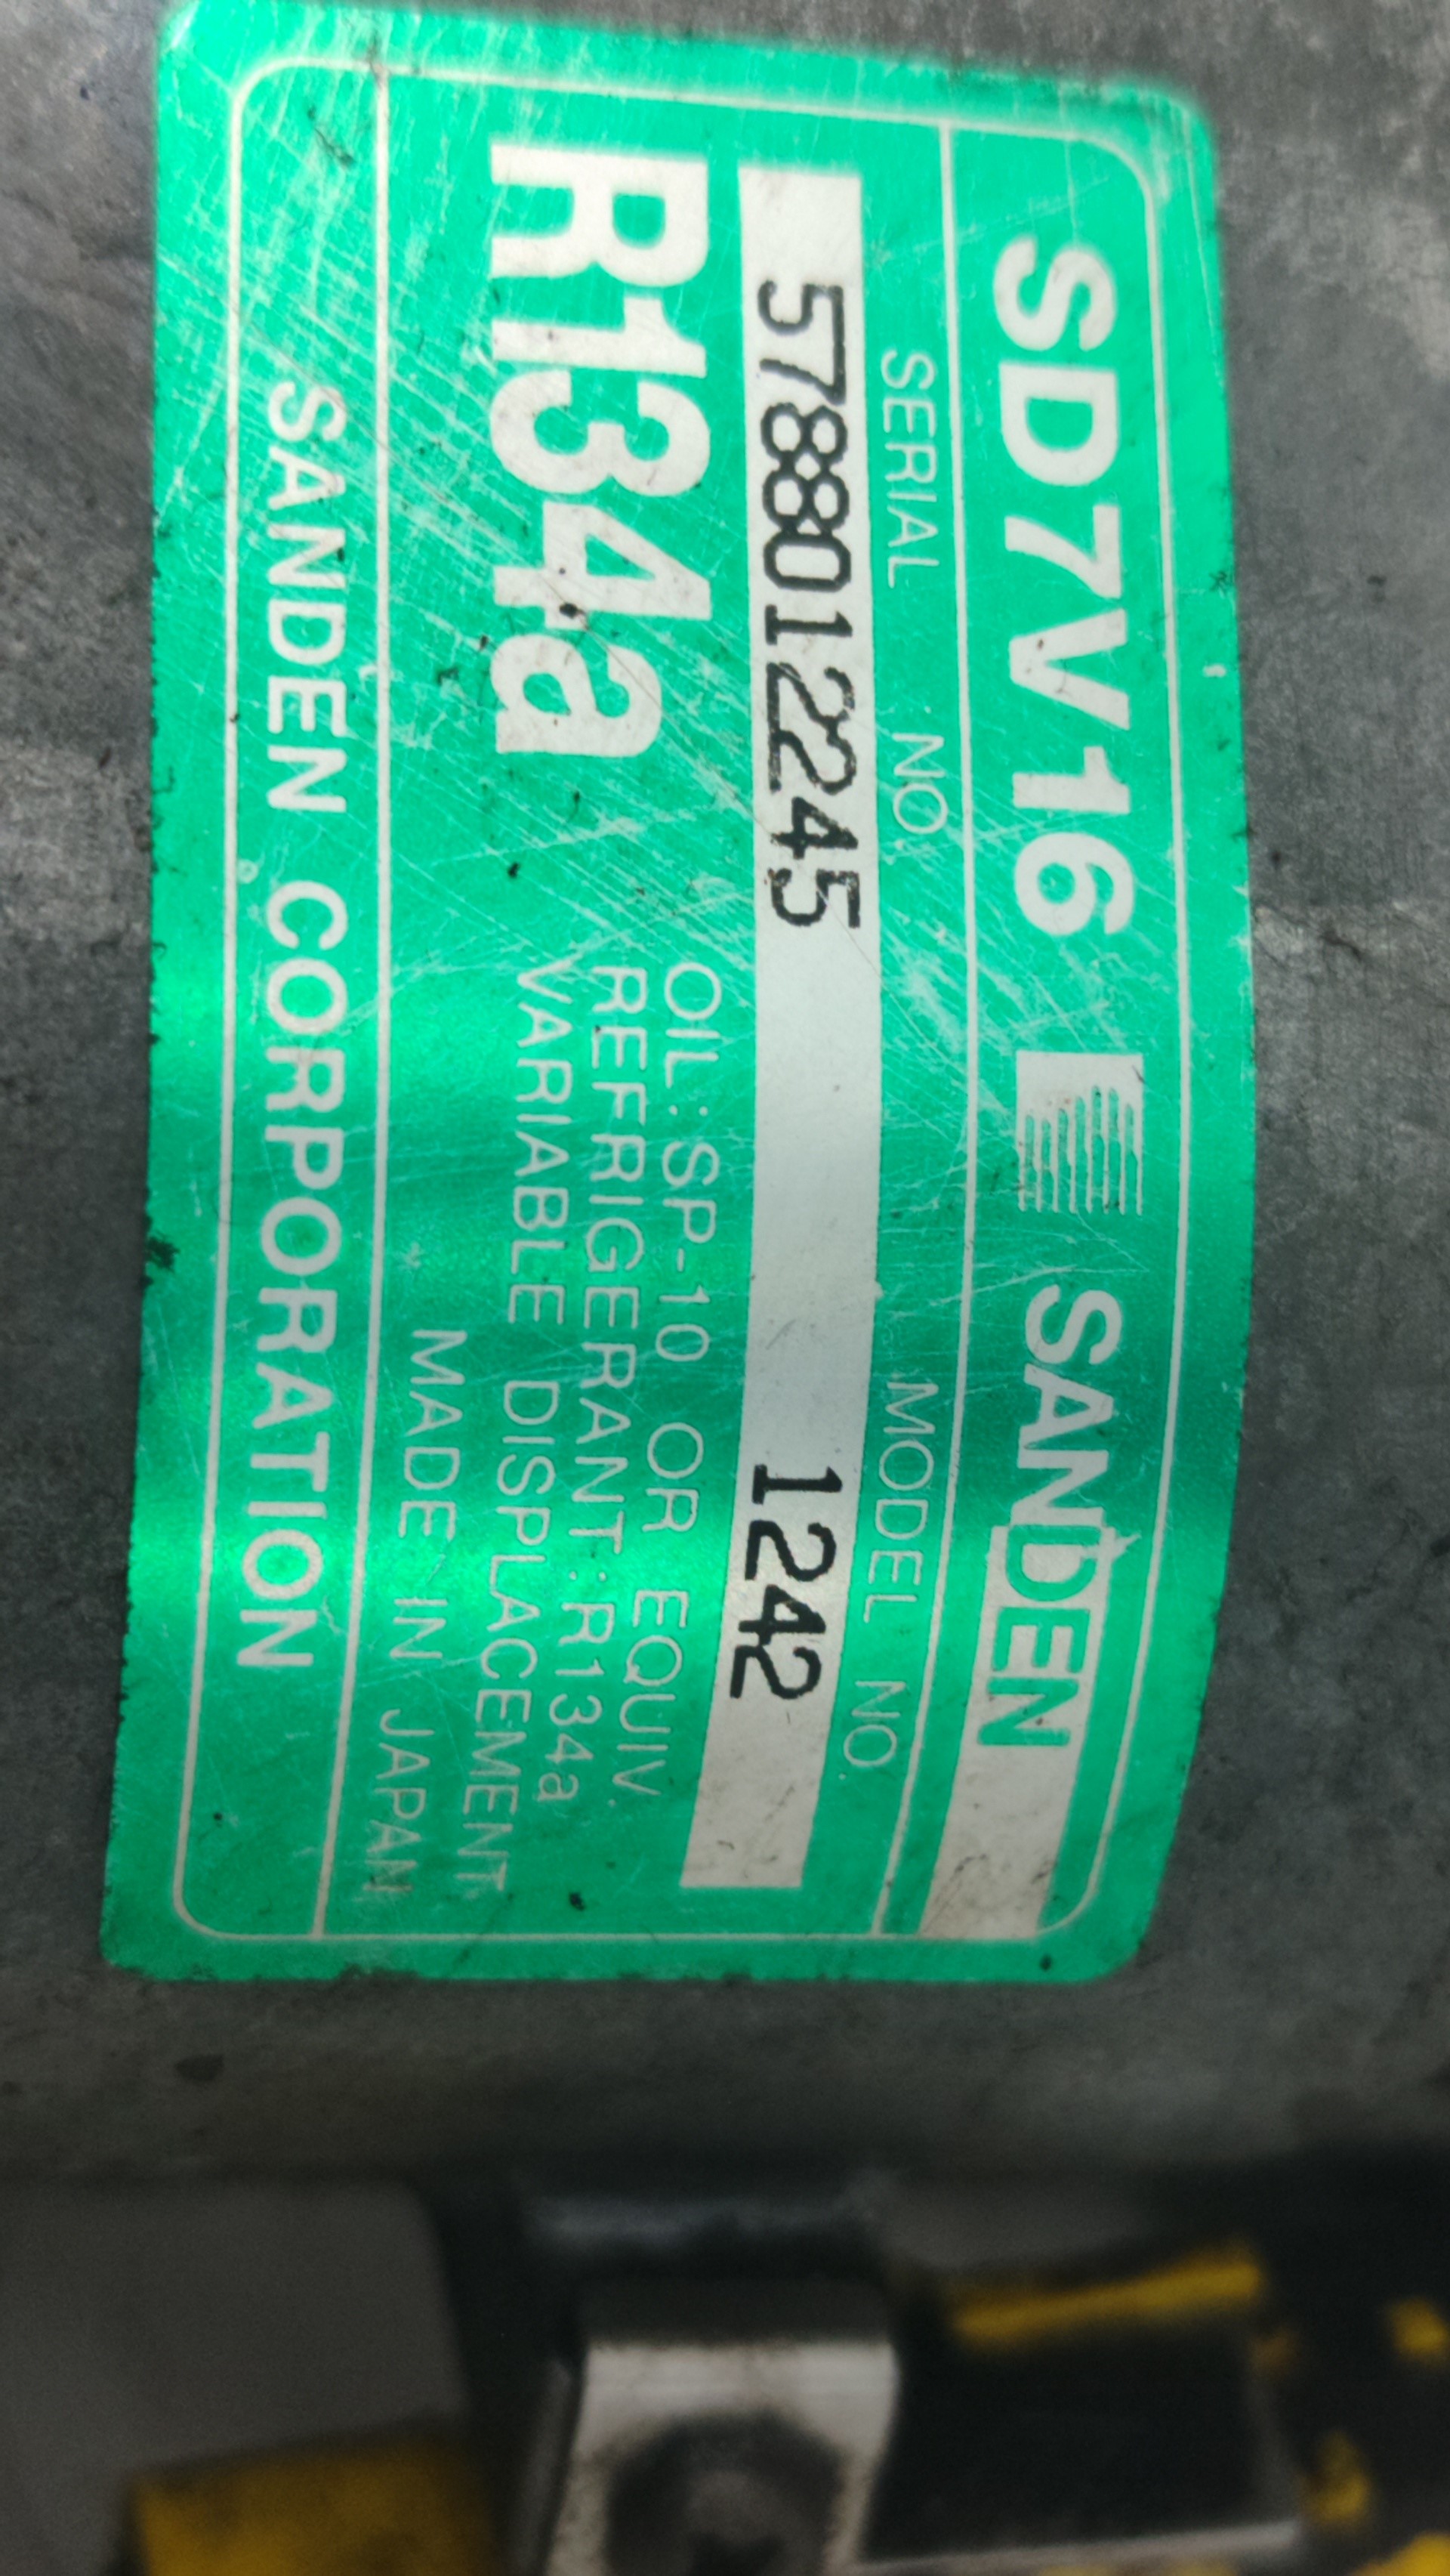 SD7V16 SANDEN
SERIAL NO. MODEL NO.
5788012245 1242
R134a
OIL: SP-10 OR EQUIV.
REFRIGERANT: R134a
VARIABLE DISPLACEMENT
MADE IN JAPAN
SANDEN CORPORATION